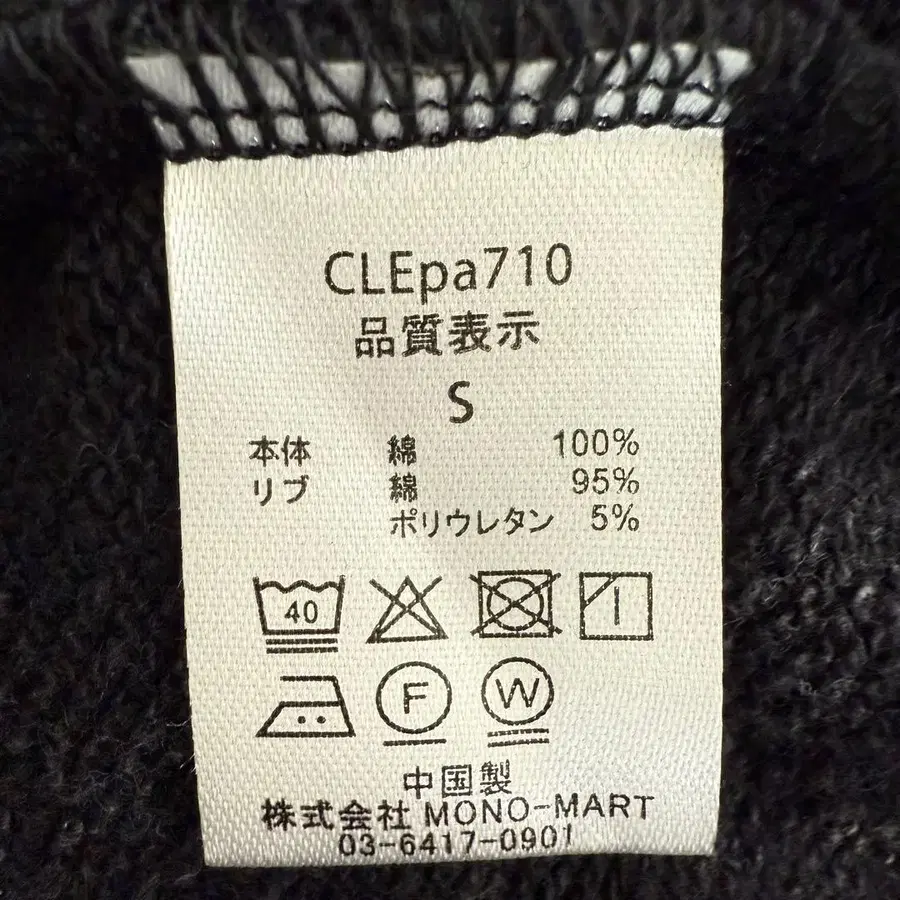 CLEpa710
品質表示
S
本体 綿 100%
リブ 綿 95%
ポリウレタン 5%
40
F W
中国製
株式会社 MONO-MART
03-6417-0901